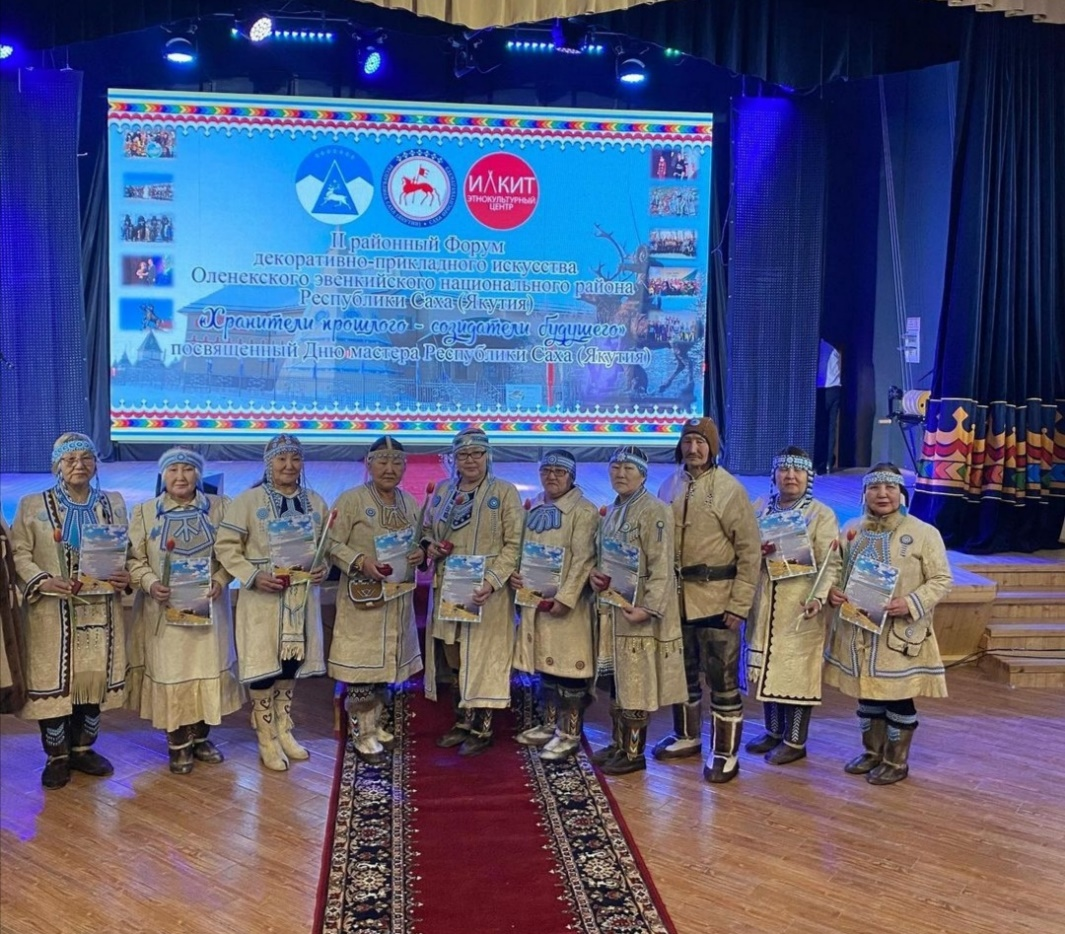 ИЛКИТ
ЭТНОКУЛЬТУРНЫЙ
ЦЕНТР
II районный Форум
декоративно-прикладного искусства
Оленекского эвенкийского национального района
Республики Саха (Якутия)
«Хранители прошлого - созидатели будущего»
посвященный Дню мастера Республики Саха (Якутия)